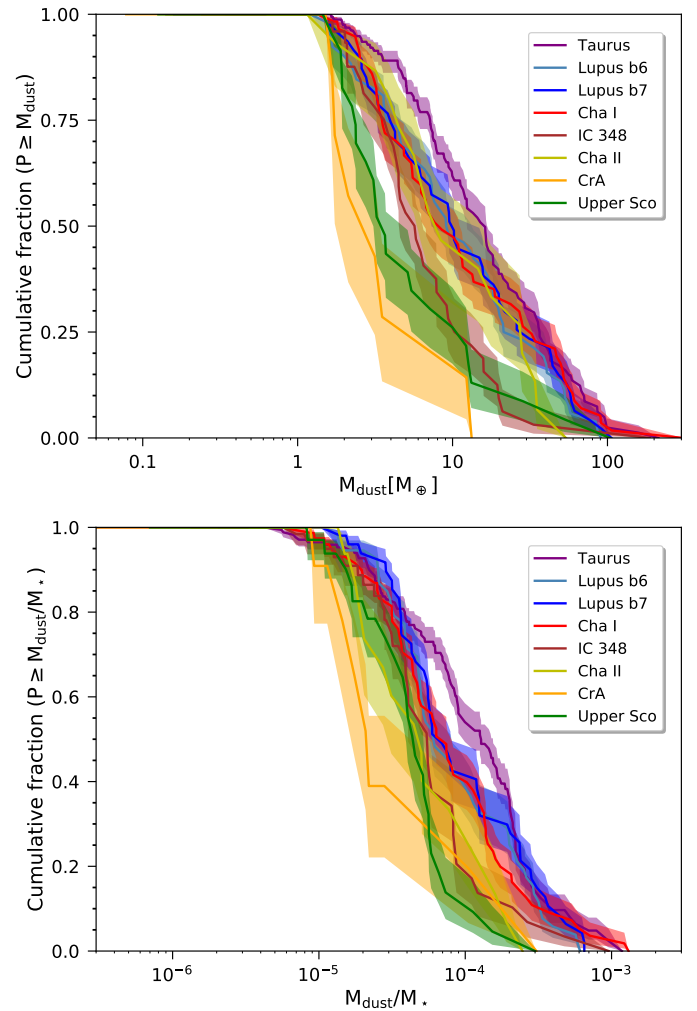 1.00
0.75
0.50
0.25
0.00
Cumulative fraction (P ≥ M_dust)
Taurus
Lupus b6
Lupus b7
Cha I
IC 348
Cha II
CrA
Upper Sco
0.1 1 10 100
M_dust[M_⊕]
1.0
0.8
0.6
0.4
0.2
0.0
Cumulative fraction (P ≥ M_dust/M_⋆)
Taurus
Lupus b6
Lupus b7
Cha I
IC 348
Cha II
CrA
Upper Sco
10⁻⁶ 10⁻⁵ 10⁻⁴ 10⁻³
M_dust/M_⋆